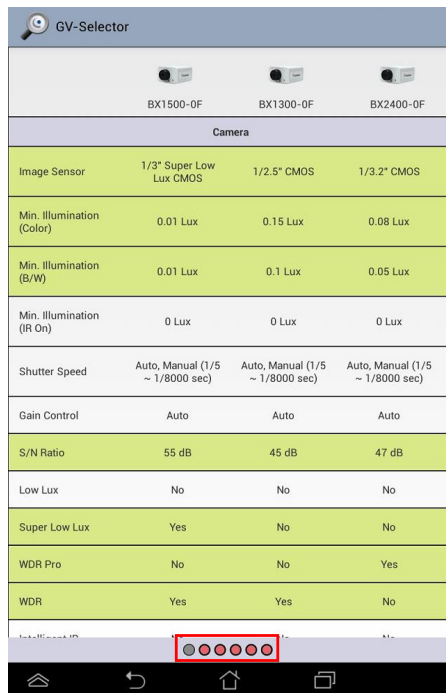 GV-Selector
BX1500-0F BX1300-0F BX2400-0F
Camera
Image Sensor 1/3" Super Low Lux CMOS 1/2.5" CMOS 1/3.2" CMOS
Min. Illumination (Color) 0.01 Lux 0.15 Lux 0.08 Lux
Min. Illumination (B/W) 0.01 Lux 0.1 Lux 0.05 Lux
Min. Illumination (IR On) 0 Lux 0 Lux 0 Lux
Shutter Speed Auto, Manual (1/5 ~ 1/8000 sec) Auto, Manual (1/5 ~ 1/8000 sec) Auto, Manual (1/5 ~ 1/8000 sec)
Gain Control Auto Auto Auto
S/N Ratio 55 dB 45 dB 47 dB
Low Lux No No No
Super Low Lux Yes No No
WDR Pro No No Yes
WDR Yes Yes No